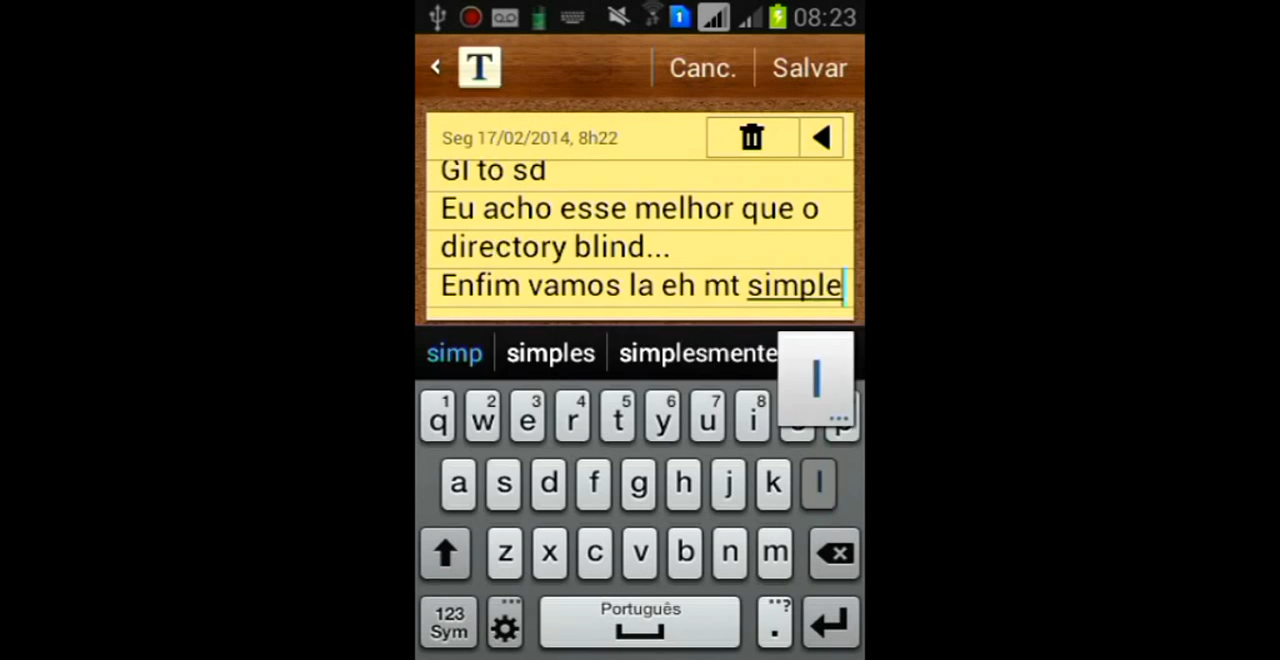 08:23
T
Canc.
Salvar
Seg 17/02/2014, 8h22
GI to sd
Eu acho esse melhor que o
directory blind...
Enfim vamos la eh mt simple
simp
simples
simplesmente
l
1 2 3 4 5 6 7 8
q w e r t y u i
a s d f g h j k l
z x c v b n m
123
Sym
Português
. ?